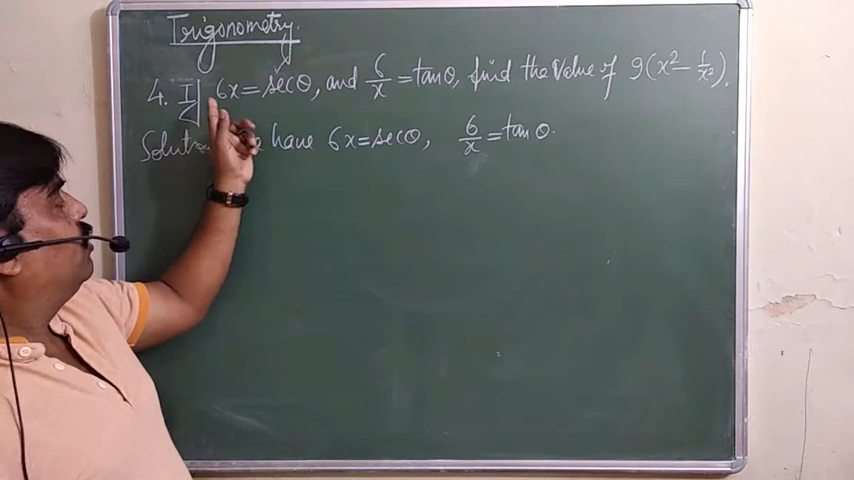 Trigonometry
4. If 6x = secθ, and 6/x = tanθ, find the value of 9(x² - 1/x²).
have 6x = secθ, 6/x = tanθ.